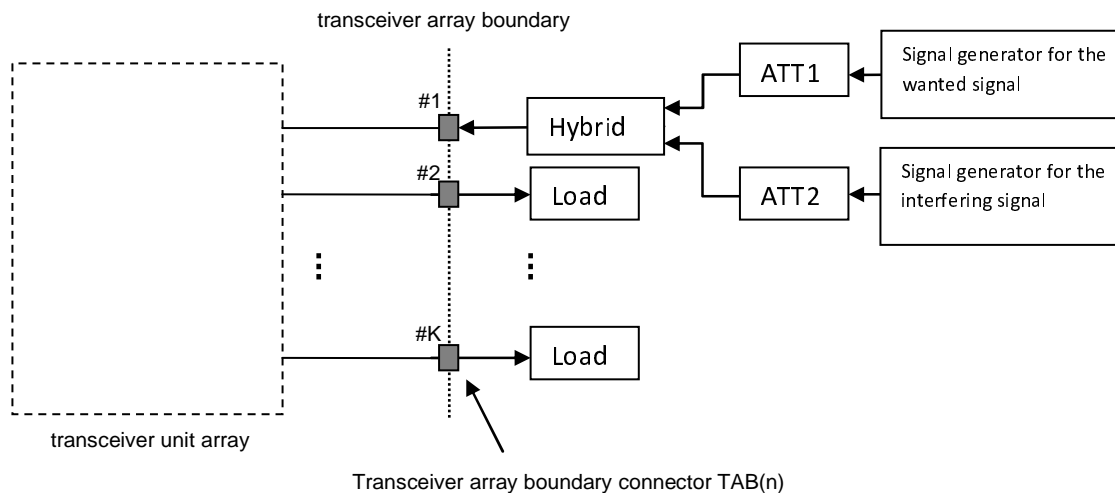 transceiver array boundary
Signal generator for the
wanted signal
ATT1
#1
Hybrid
Signal generator for the
interfering signal
ATT2
#2
Load
#K
Load
transceiver unit array
Transceiver array boundary connector TAB(n)